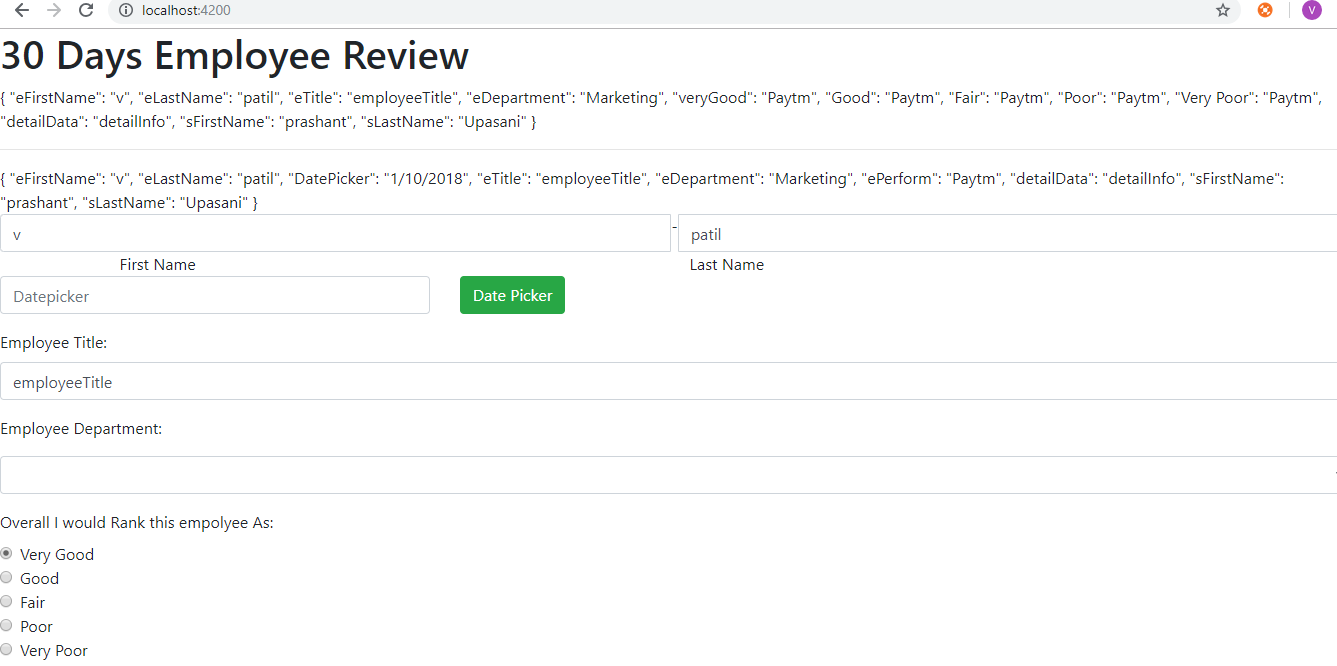 localhost:4200
V
30 Days Employee Review
{ "eFirstName": "v", "eLastName": "patil", "eTitle": "employeeTitle", "eDepartment": "Marketing", "veryGood": "Paytm", "Good": "Paytm", "Fair": "Paytm", "Poor": "Paytm", "Very Poor": "Paytm",
"detailData": "detailInfo", "sFirstName": "prashant", "sLastName": "Upasani" }
{ "eFirstName": "v", "eLastName": "patil", "DatePicker": "1/10/2018", "eTitle": "employeeTitle", "eDepartment": "Marketing", "ePerform": "Paytm", "detailData": "detailInfo", "sFirstName":
"prashant", "sLastName": "Upasani" }
v - patil
First Name Last Name
Datepicker Date Picker
Employee Title:
employeeTitle
Employee Department:
Overall I would Rank this empolyee As:
Very Good
Good
Fair
Poor
Very Poor